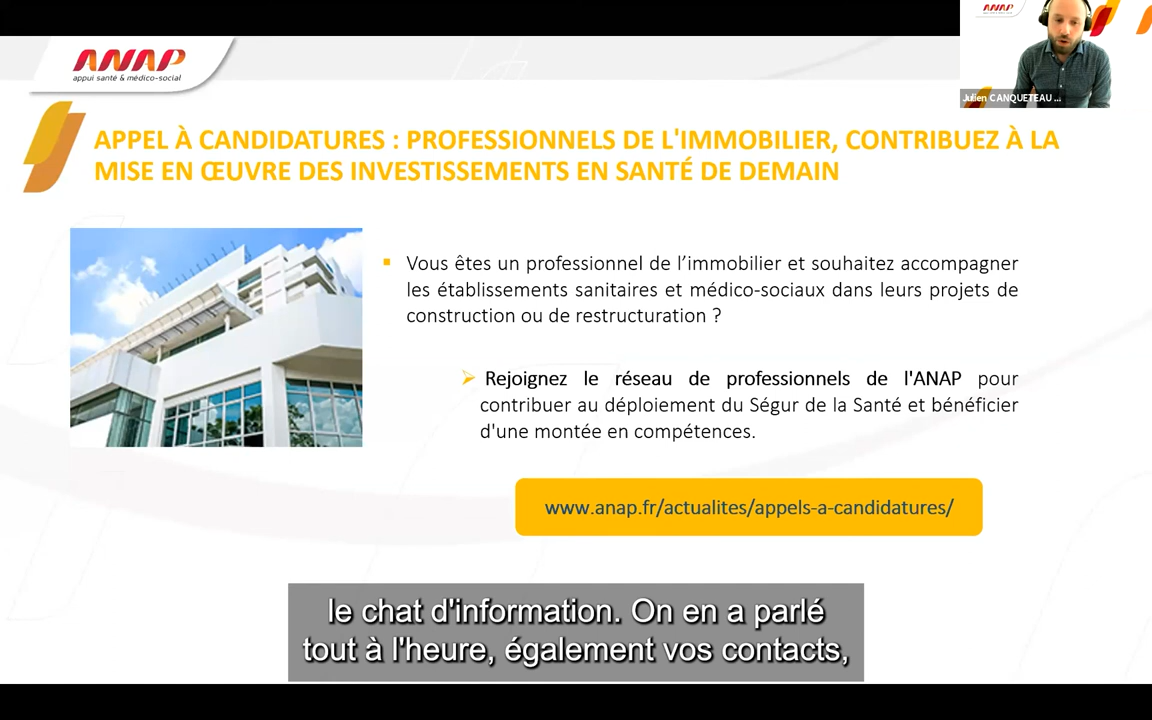 ANAP
appui santé & médico-social
ANAP
Julien CANQUETEAU ...
APPEL À CANDIDATURES : PROFESSIONNELS DE L'IMMOBILIER, CONTRIBUEZ À LA
MISE EN ŒUVRE DES INVESTISSEMENTS EN SANTÉ DE DEMAIN
Vous êtes un professionnel de l’immobilier et souhaitez accompagner
les établissements sanitaires et médico-sociaux dans leurs projets de
construction ou de restructuration ?
Rejoignez le réseau de professionnels de l'ANAP pour
contribuer au déploiement du Ségur de la Santé et bénéficier
d'une montée en compétences.
www.anap.fr/actualites/appels-a-candidatures/
le chat d'information. On en a parlé
tout à l'heure, également vos contacts,